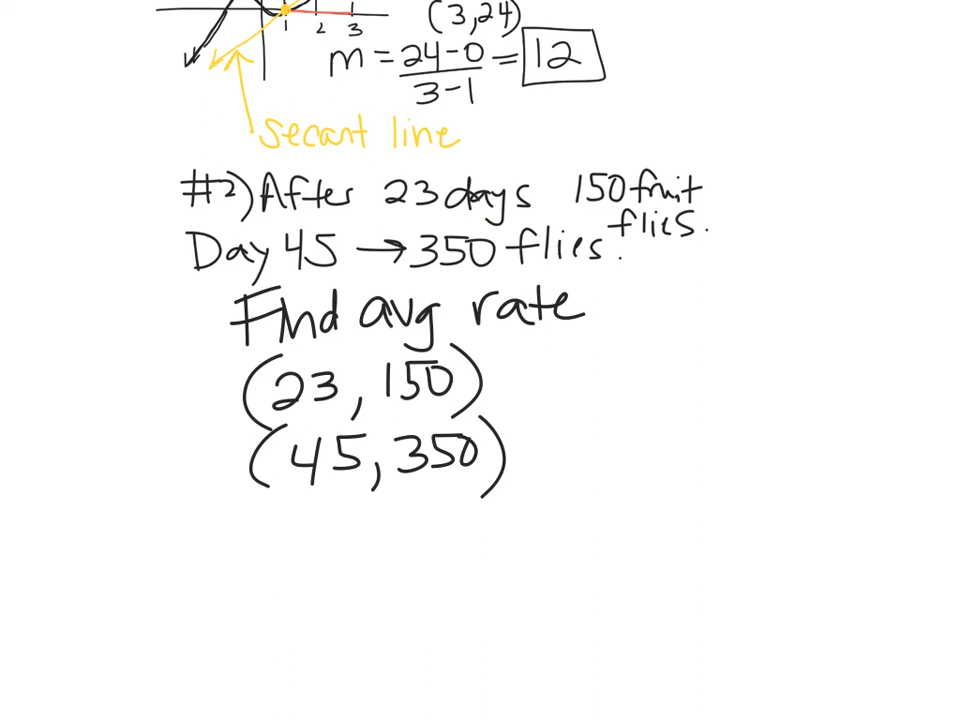 1 2 3
(3,24)
m = 24-0 / 3-1 = 12
secant line
#2) After 23 days 150 fruit flies.
Day 45 → 350 flies.
Find avg rate
(23, 150)
(45, 350)